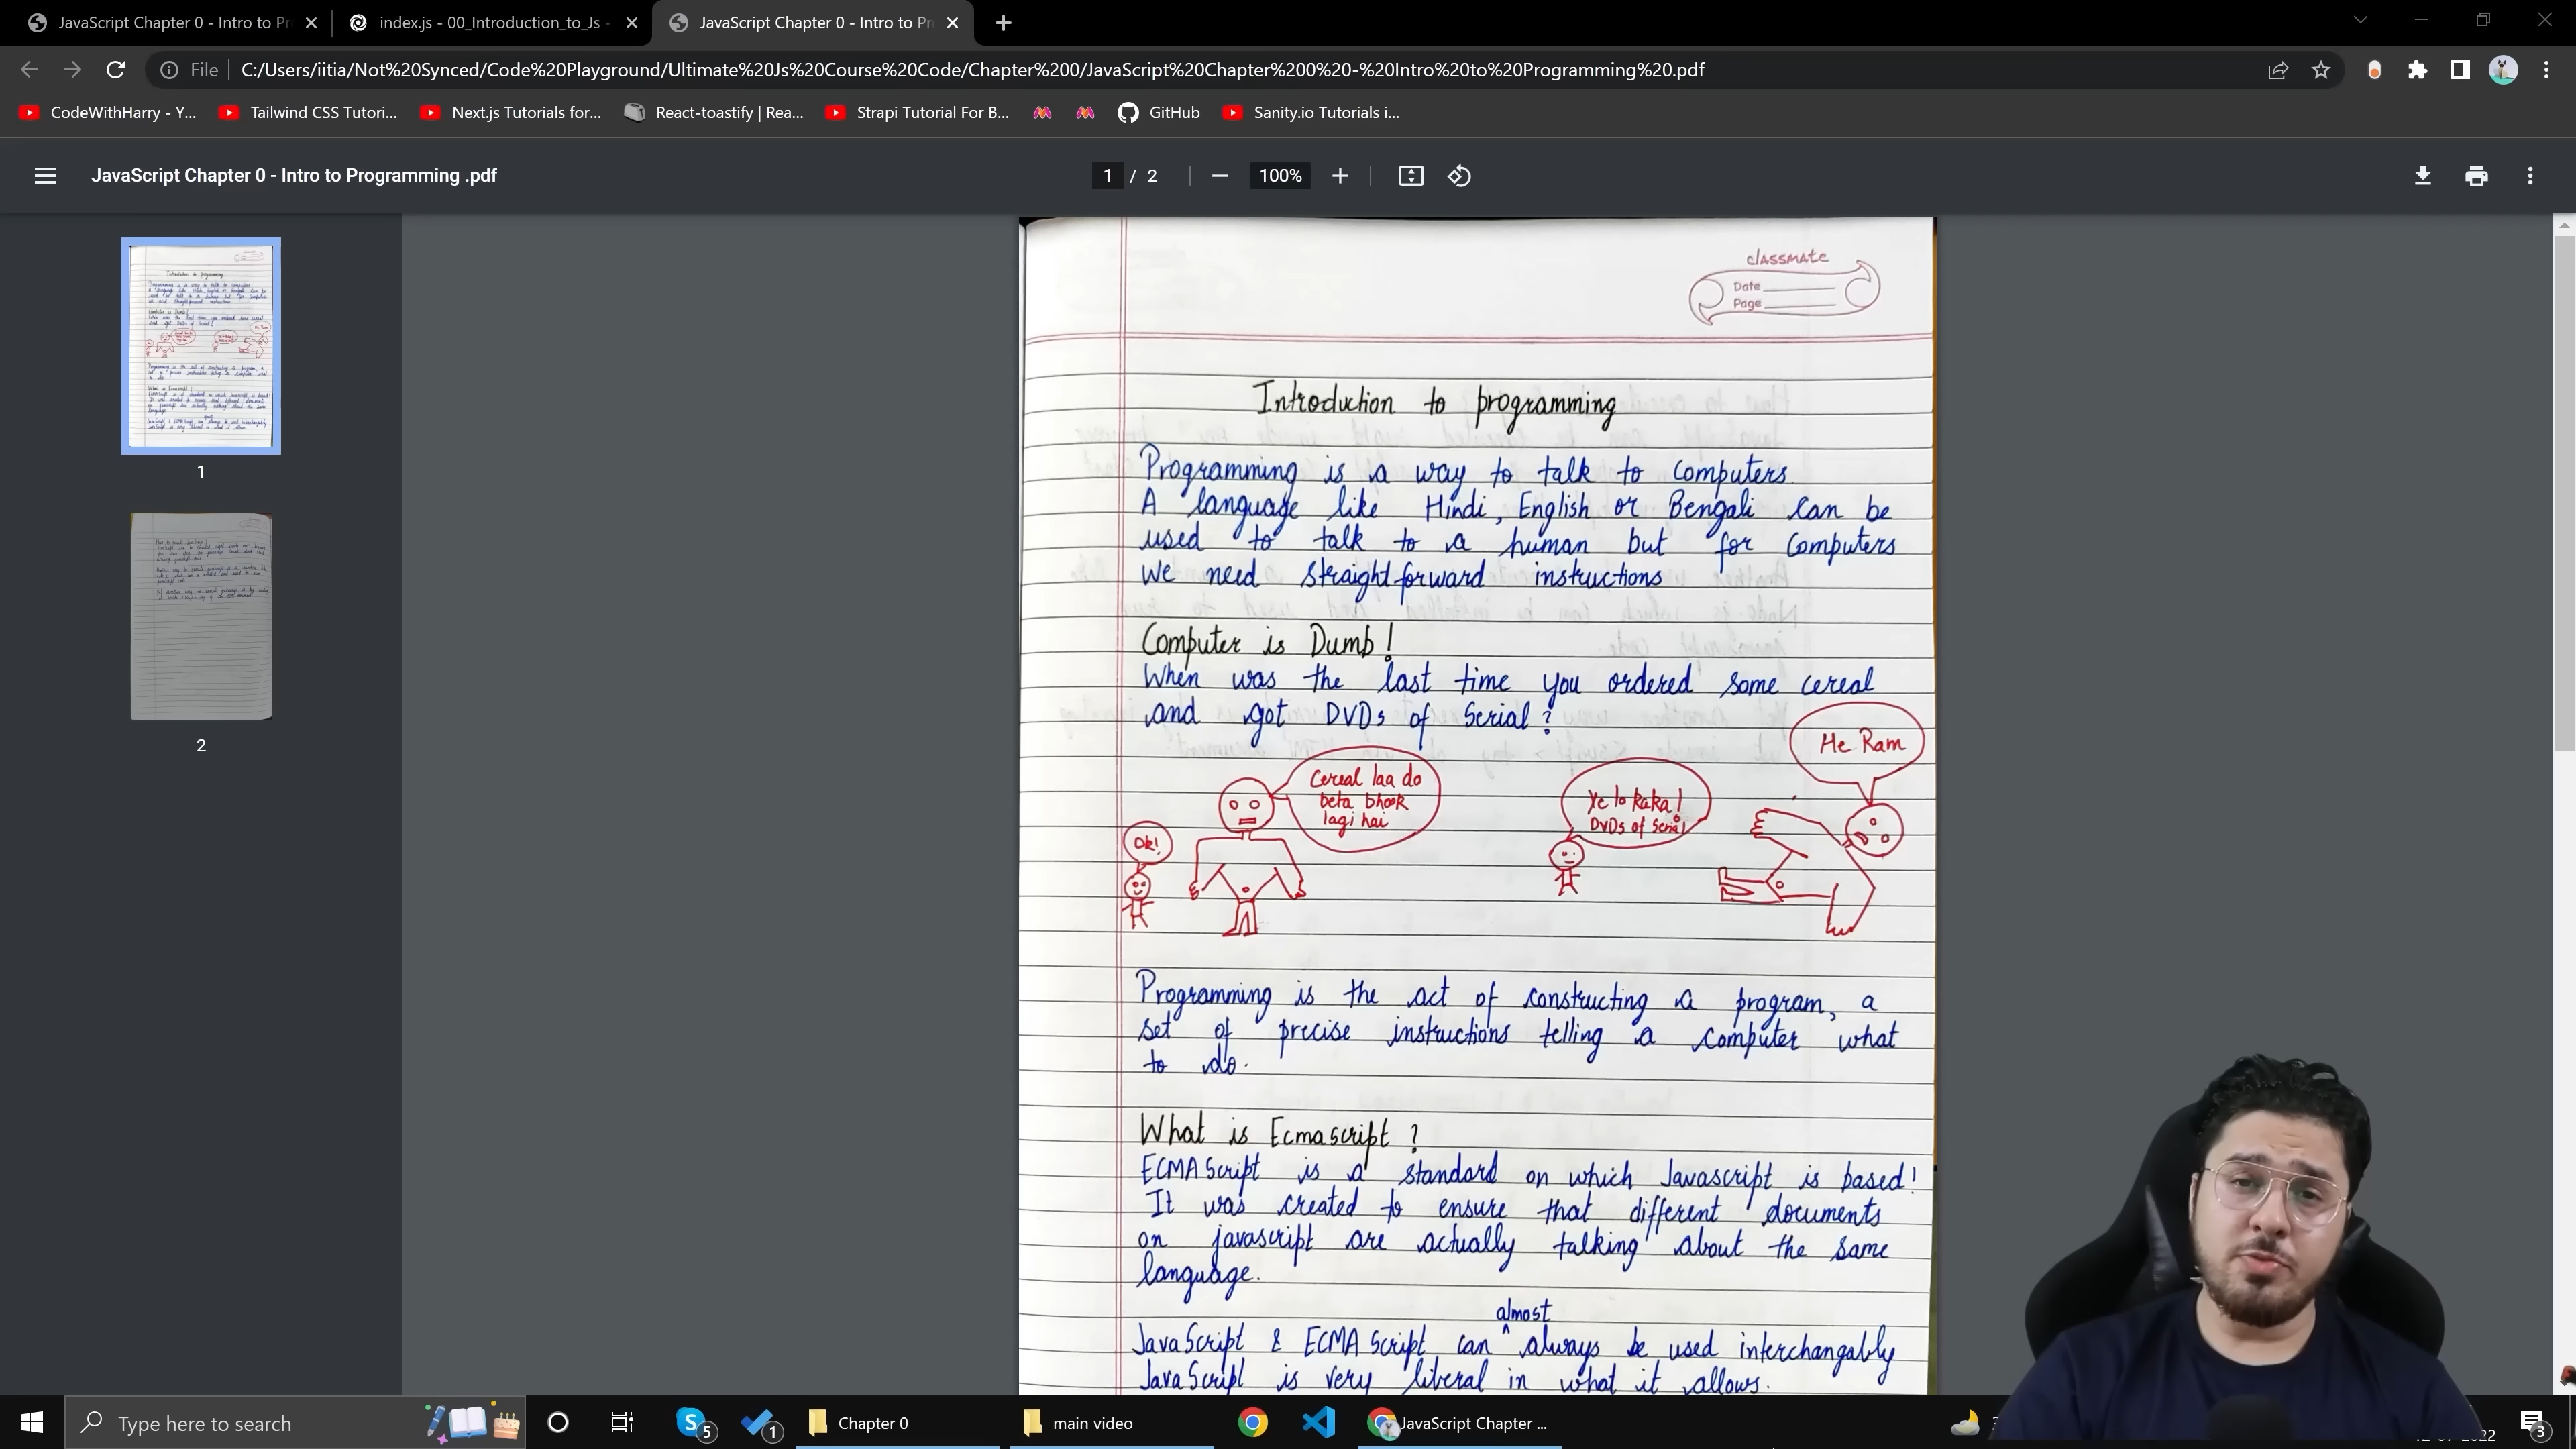 JavaScript Chapter 0 - Intro to Pr
index.js - 00_Introduction_to_Js -
JavaScript Chapter 0 - Intro to Pr
File
C:/Users/iitia/Not%20Synced/Code%20Playground/Ultimate%20Js%20Course%20Code/Chapter%200/JavaScript%20Chapter%200%20-%20Intro%20to%20Programming%20.pdf
CodeWithHarry - Y...
Tailwind CSS Tutori...
Next.js Tutorials for...
React-toastify | Rea...
Strapi Tutorial For B...
GitHub
Sanity.io Tutorials i...
JavaScript Chapter 0 - Intro to Programming .pdf
1 / 2
100%
1
2
classmate
Date
Page
Introduction to programming
Programming is a way to talk to computers.
A language like Hindi, English or Bengali can be
used to talk to a human but for computers
we need straightforward instructions
Computer is Dumb!
When was the last time you ordered some cereal
and got DVDs of serial?
He Ram
Cereal laa do
beta bhook
lagi hai
Ok!
Ye lo kaka!
DVDs of Serial
Programming is the act of constructing a program, a
set of precise instructions telling a computer what
to do.
What is Ecmascript?
ECMAScript is a standard on which Javascript is based!
It was created to ensure that different documents
on javascript are actually talking about the same
language.
almost
JavaScript & ECMAScript can ^ always be used interchangably
JavaScript is very liberal in what it allows.
Type here to search
5
1
Chapter 0
main video
JavaScript Chapter ...
3